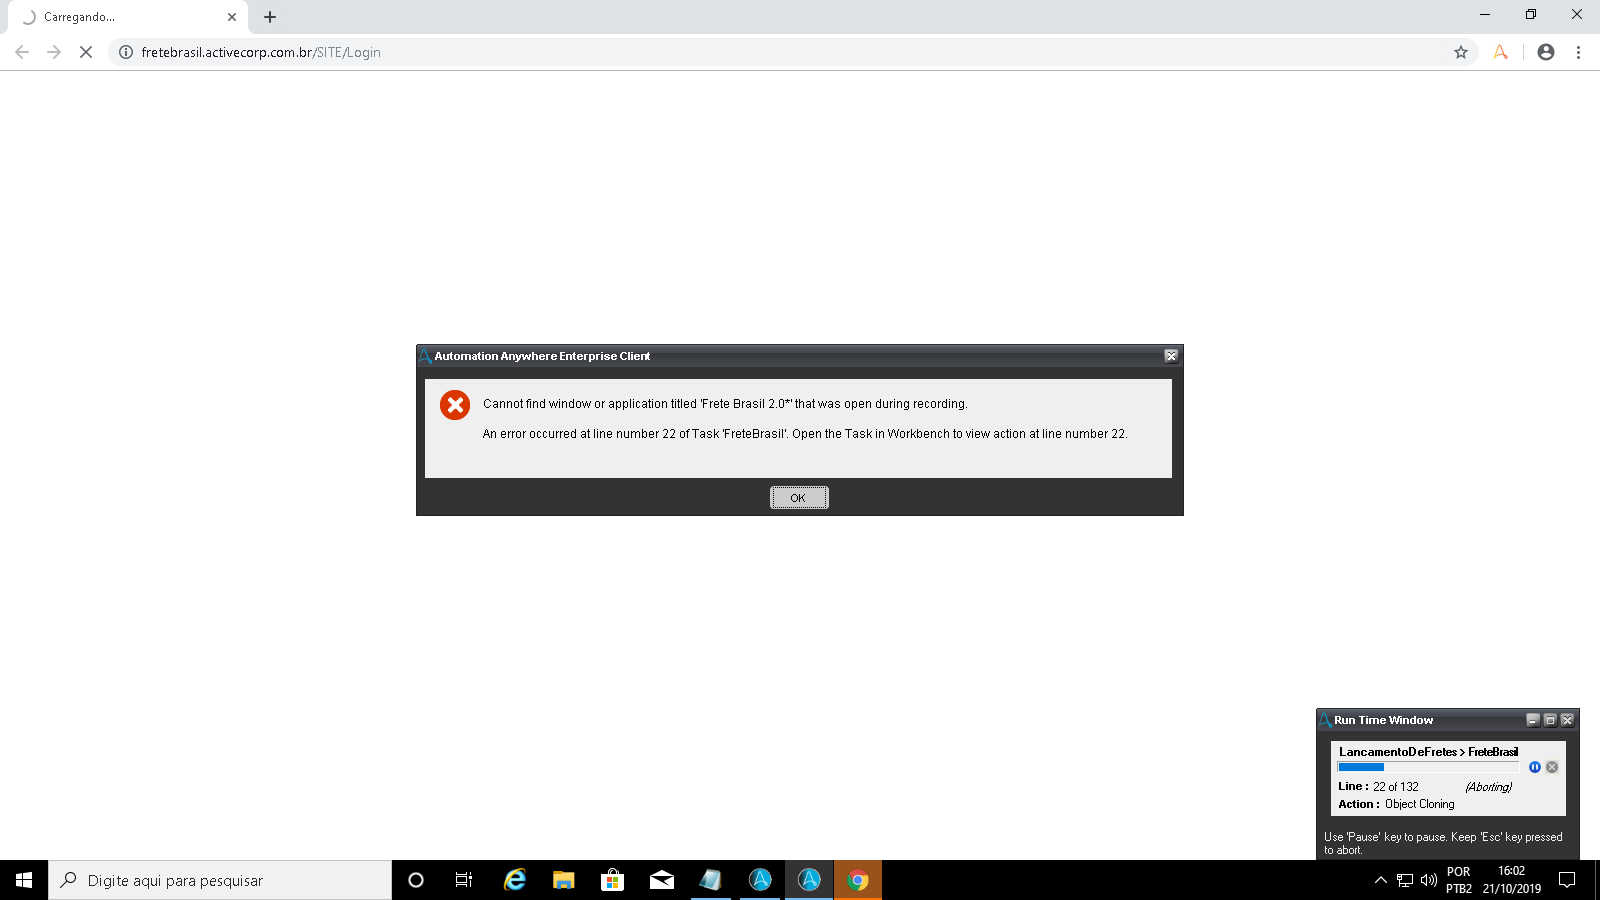 Carregando...
fretebrasil.activecorp.com.br/SITE/Login
Automation Anywhere Enterprise Client
Cannot find window or application titled 'Frete Brasil 2.0*' that was open during recording.
An error occurred at line number 22 of Task 'FreteBrasil'. Open the Task in Workbench to view action at line number 22.
OK
Run Time Window
LancamentoDeFretes > FreteBrasil
Line : 22 of 132 (Aborting)
Action : Object Cloning
Use 'Pause' key to pause. Keep 'Esc' key pressed
to abort.
Digite aqui para pesquisar
POR
PTB2
16:02
21/10/2019